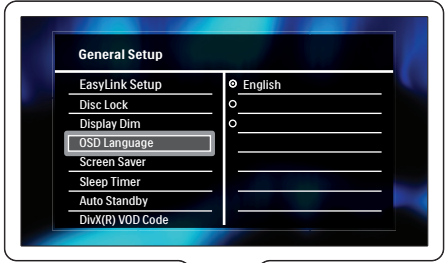 General Setup
EasyLink Setup
English
Disc Lock
Display Dim
OSD Language
Screen Saver
Sleep Timer
Auto Standby
DivX(R) VOD Code